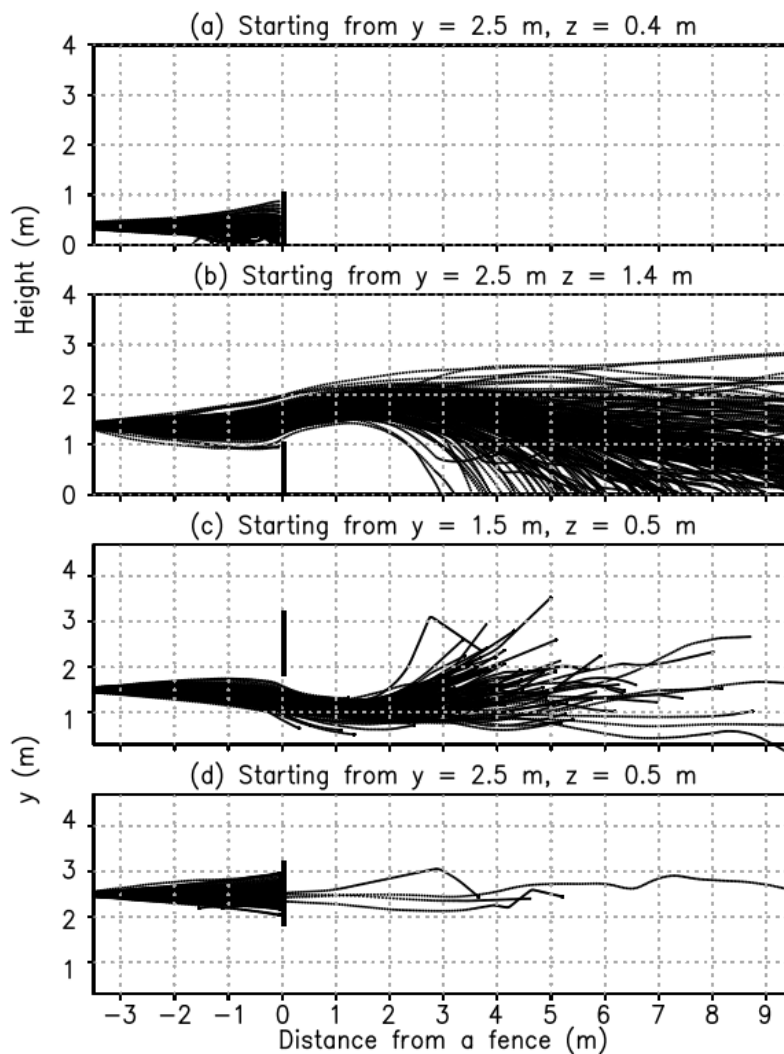 (a) Starting from y = 2.5 m, z = 0.4 m
4
3
2
1
0
Height (m)
(b) Starting from y = 2.5 m z = 1.4 m
4
3
2
1
0
(c) Starting from y = 1.5 m, z = 0.5 m
4
3
2
1
y (m)
(d) Starting from y = 2.5 m, z = 0.5 m
4
3
2
1
−3 −2 −1 0 1 2 3 4 5 6 7 8 9
Distance from a fence (m)